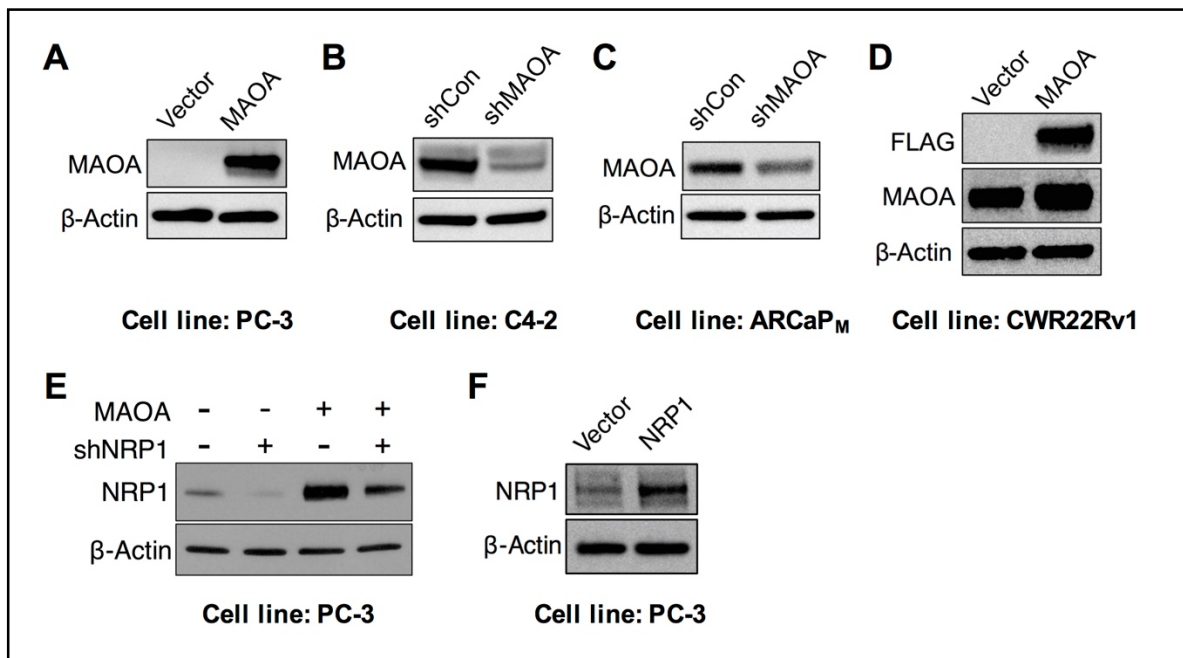 A
Vector
MAOA
MAOA
β-Actin
Cell line: PC-3
B
shCon
shMAOA
MAOA
β-Actin
Cell line: C4-2
C
shCon
shMAOA
MAOA
β-Actin
Cell line: ARCaPM
D
Vector
MAOA
FLAG
MAOA
β-Actin
Cell line: CWR22Rv1
E
MAOA - - + +
shNRP1 - + - +
NRP1
β-Actin
Cell line: PC-3
F
Vector
NRP1
NRP1
β-Actin
Cell line: PC-3